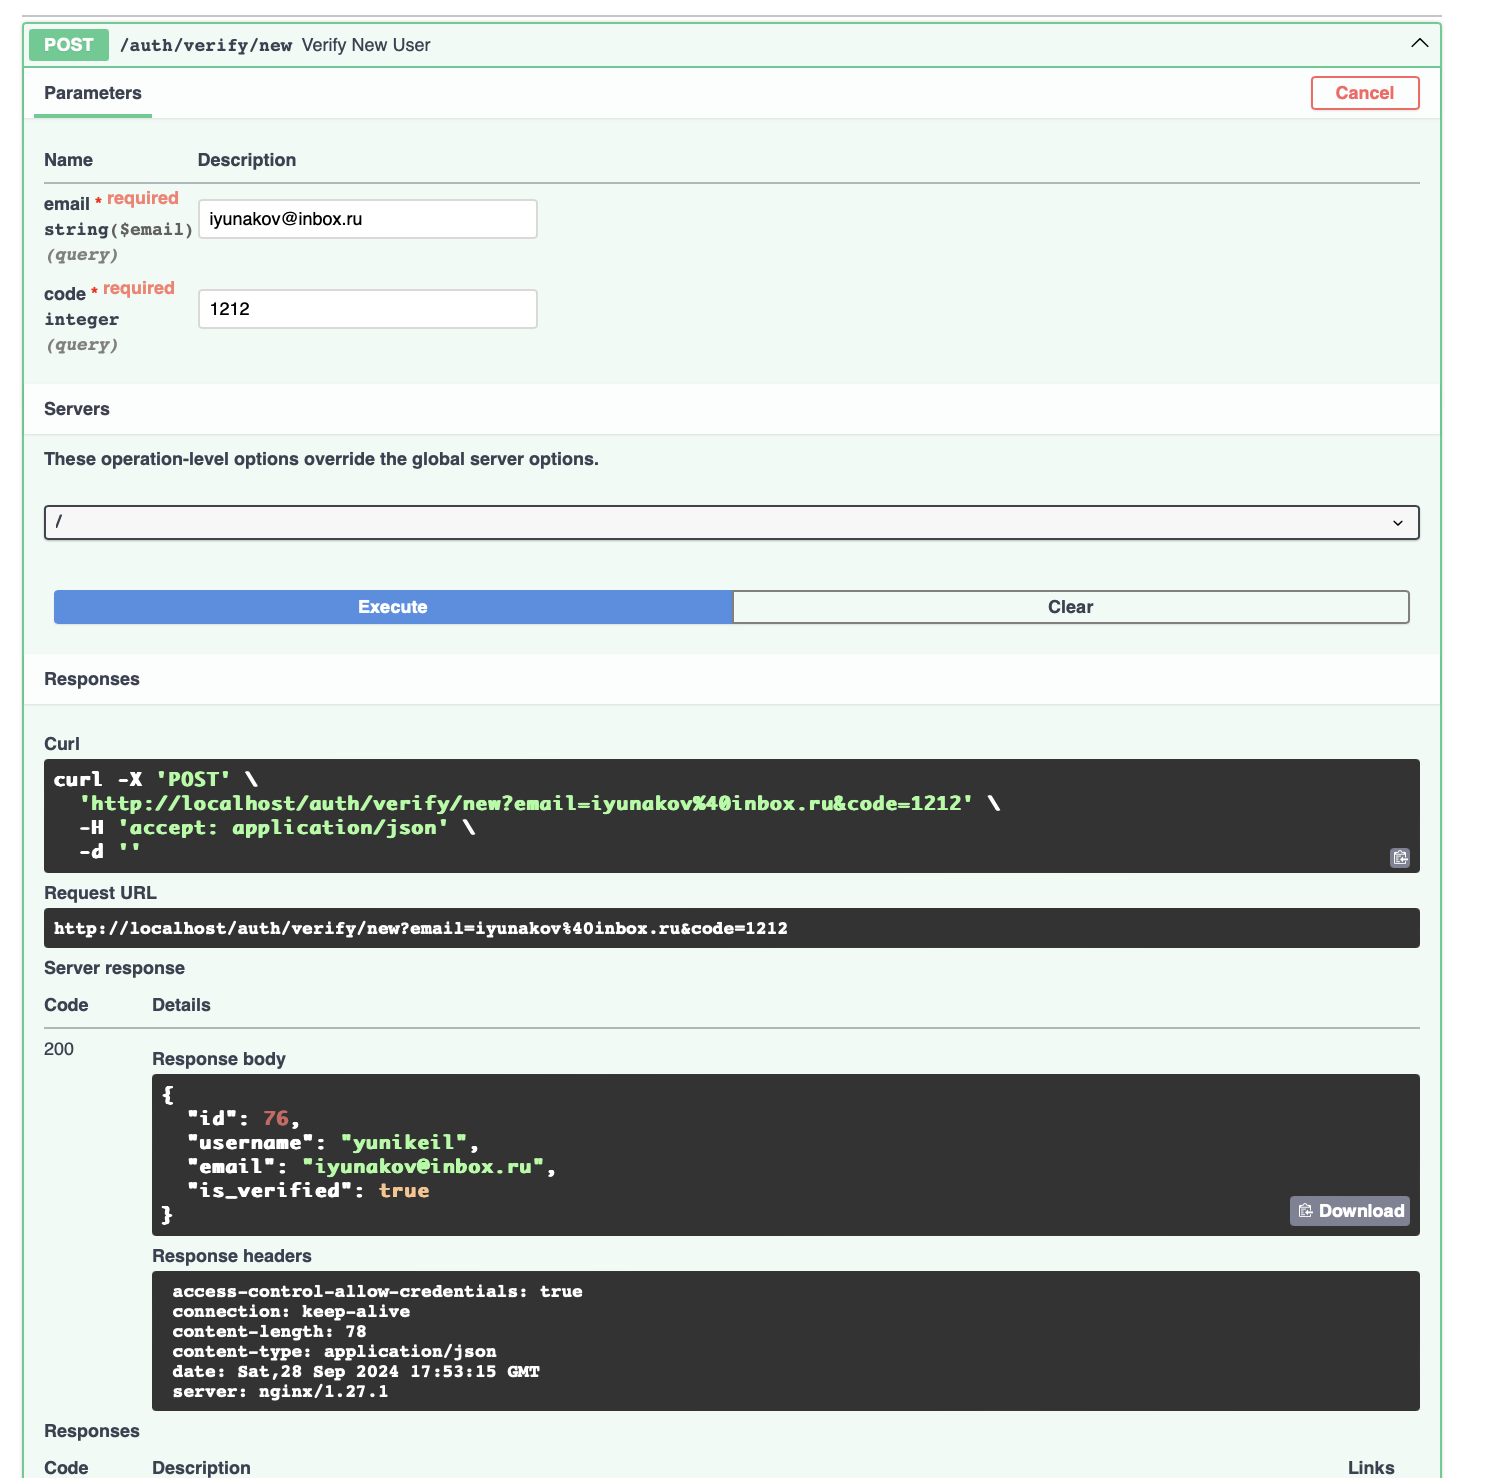 POST /auth/verify/new Verify New User
Parameters Cancel
Name Description
email * required
string($email)
(query)
iyunakov@inbox.ru
code * required
integer
(query)
1212
Servers
These operation-level options override the global server options.
/
Execute Clear
Responses
Curl
curl -X 'POST' \
'http://localhost/auth/verify/new?email=iyunakov%40inbox.ru&code=1212' \
-H 'accept: application/json' \
-d ''
Request URL
http://localhost/auth/verify/new?email=iyunakov%40inbox.ru&code=1212
Server response
Code Details
200
Response body
{
"id": 76,
"username": "yunikeil",
"email": "iyunakov@inbox.ru",
"is_verified": true
}
Download
Response headers
access-control-allow-credentials: true
connection: keep-alive
content-length: 78
content-type: application/json
date: Sat,28 Sep 2024 17:53:15 GMT
server: nginx/1.27.1
Responses
Code Description Links